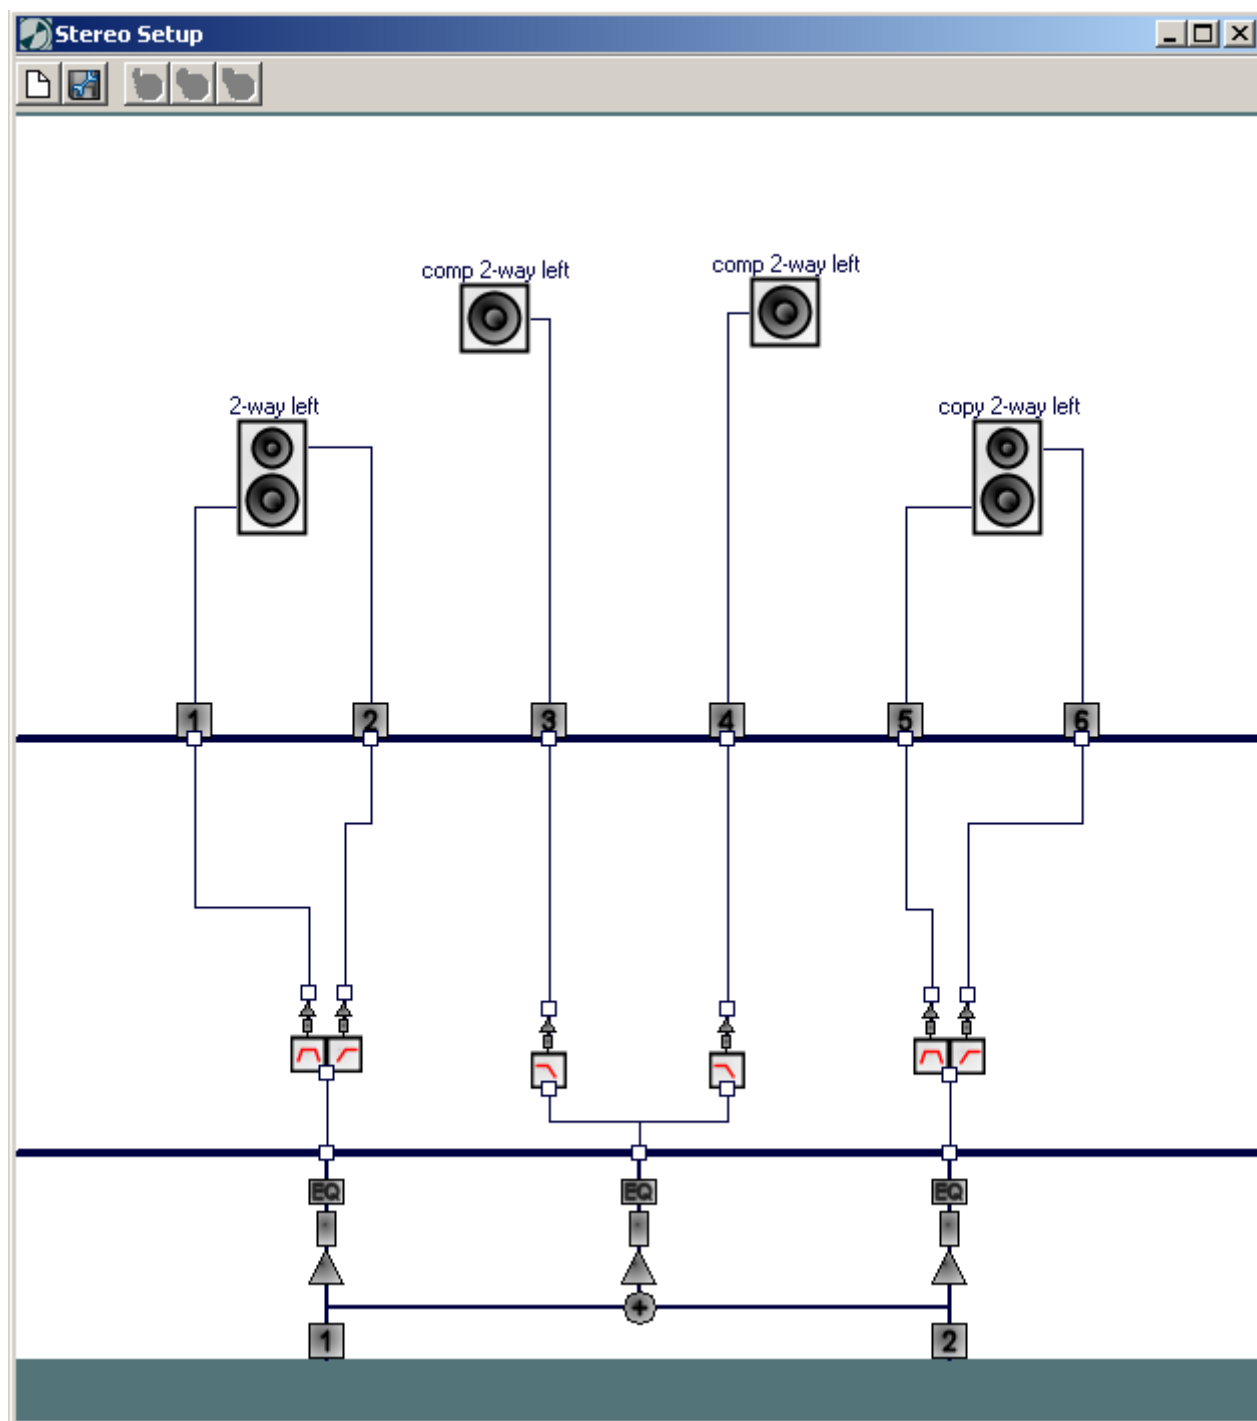 Stereo Setup
comp 2-way left
comp 2-way left
2-way left
copy 2-way left
1 2 3 4 5 6
EQ EQ EQ
+
1 2